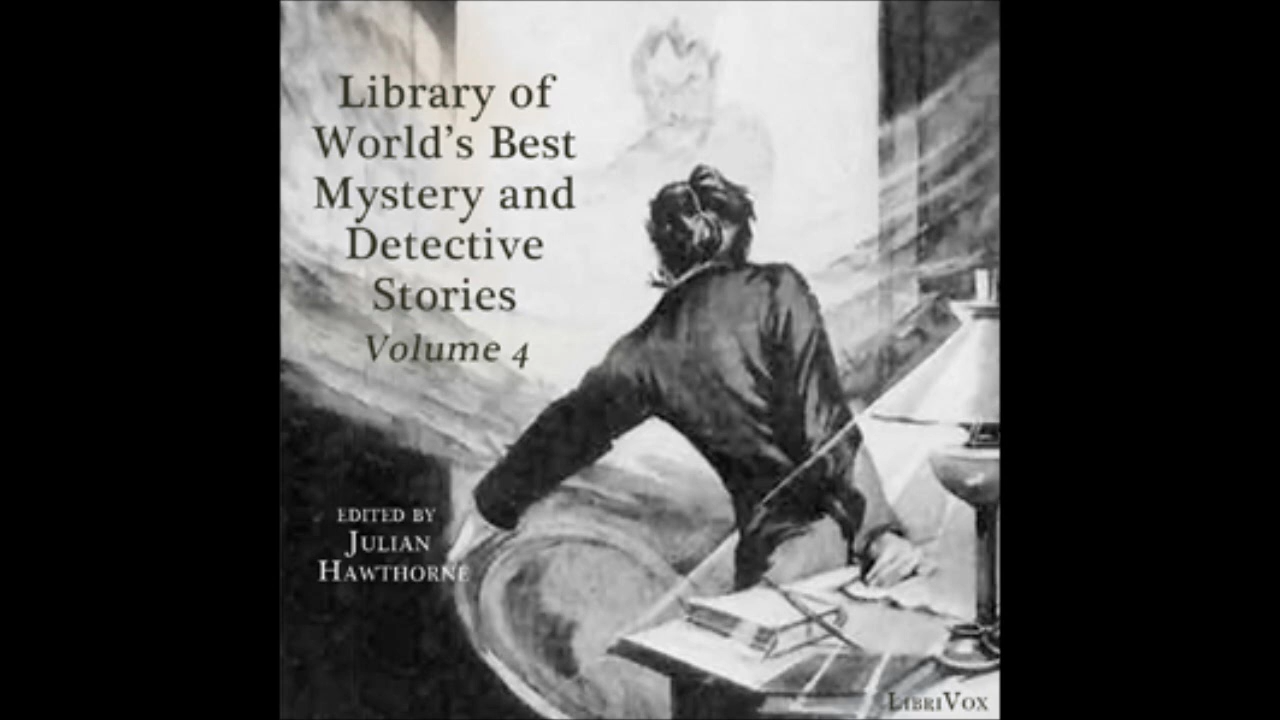 Library of
World's Best
Mystery and
Detective
Stories
Volume 4
EDITED BY
JULIAN
HAWTHORNE
LIBRIVOX